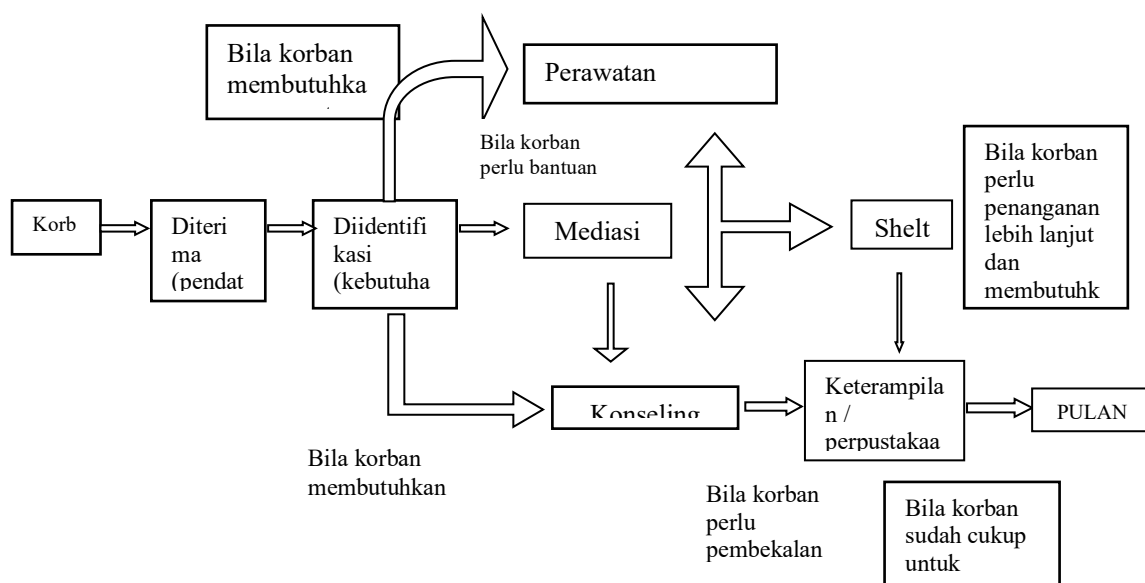 Bila korban
membutuhka
Perawatan
Bila korban
perlu bantuan
Bila korban
perlu
penanganan
lebih lanjut
dan
membutuhk
Korb
Diteri
ma
(pendat
Diidentifi
kasi
(kebutuha
Mediasi
Shelt
Konseling
Keterampila
n /
perpustakaa
PULAN
Bila korban
membutuhkan
Bila korban
perlu
pembekalan
Bila korban
sudah cukup
untuk